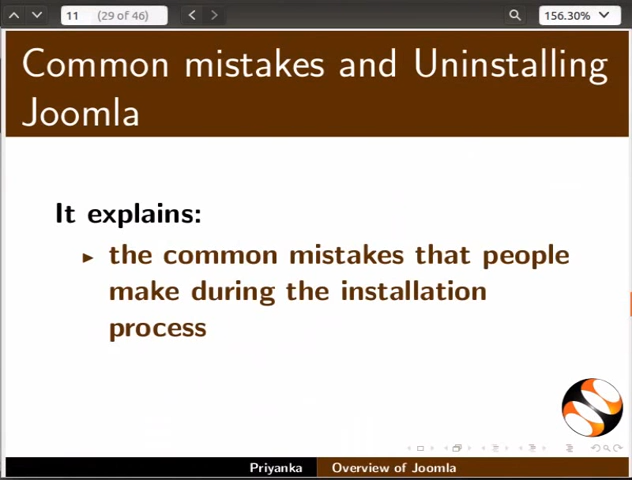 11 (29 of 46) 156.30%
Common mistakes and Uninstalling
Joomla
It explains:
the common mistakes that people
make during the installation
process
Priyanka Overview of Joomla